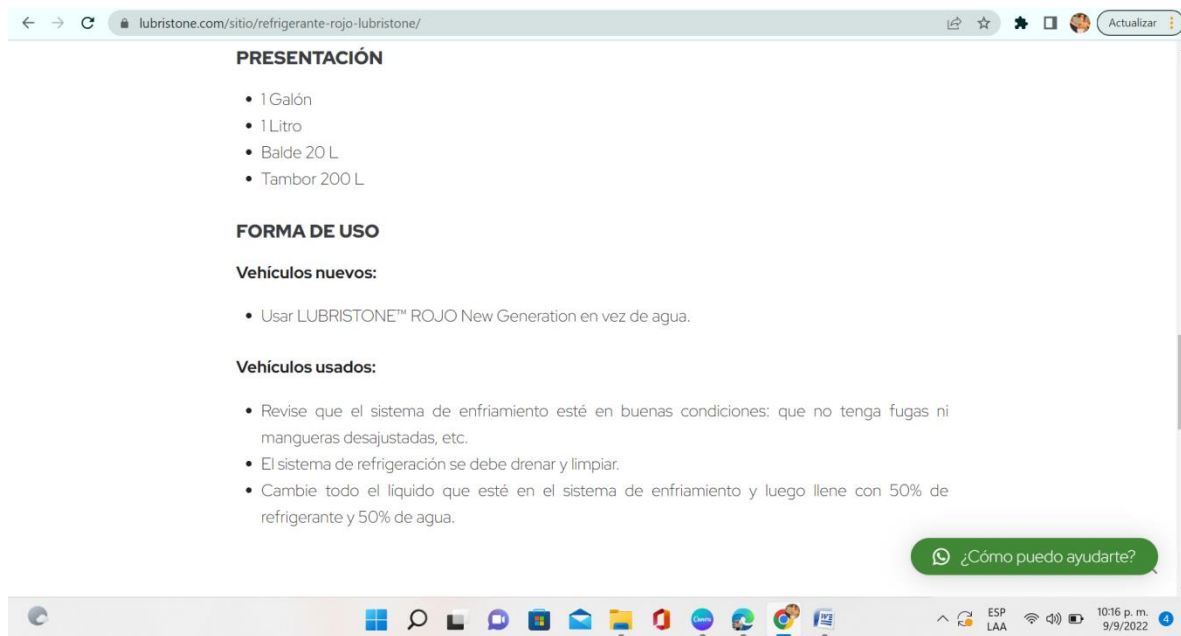 lubristone.com/sitio/refrigerante-rojo-lubristone/
Actualizar
PRESENTACIÓN
• 1 Galón
• 1 Litro
• Balde 20 L
• Tambor 200 L
FORMA DE USO
Vehículos nuevos:
• Usar LUBRISTONE™ ROJO New Generation en vez de agua.
Vehículos usados:
• Revise que el sistema de enfriamiento esté en buenas condiciones: que no tenga fugas ni
mangueras desajustadas, etc.
• El sistema de refrigeración se debe drenar y limpiar.
• Cambie todo el líquido que esté en el sistema de enfriamiento y luego llene con 50% de
refrigerante y 50% de agua.
¿Cómo puedo ayudarte?
Canva
ESP
LAA
10:16 p. m.
9/9/2022
4